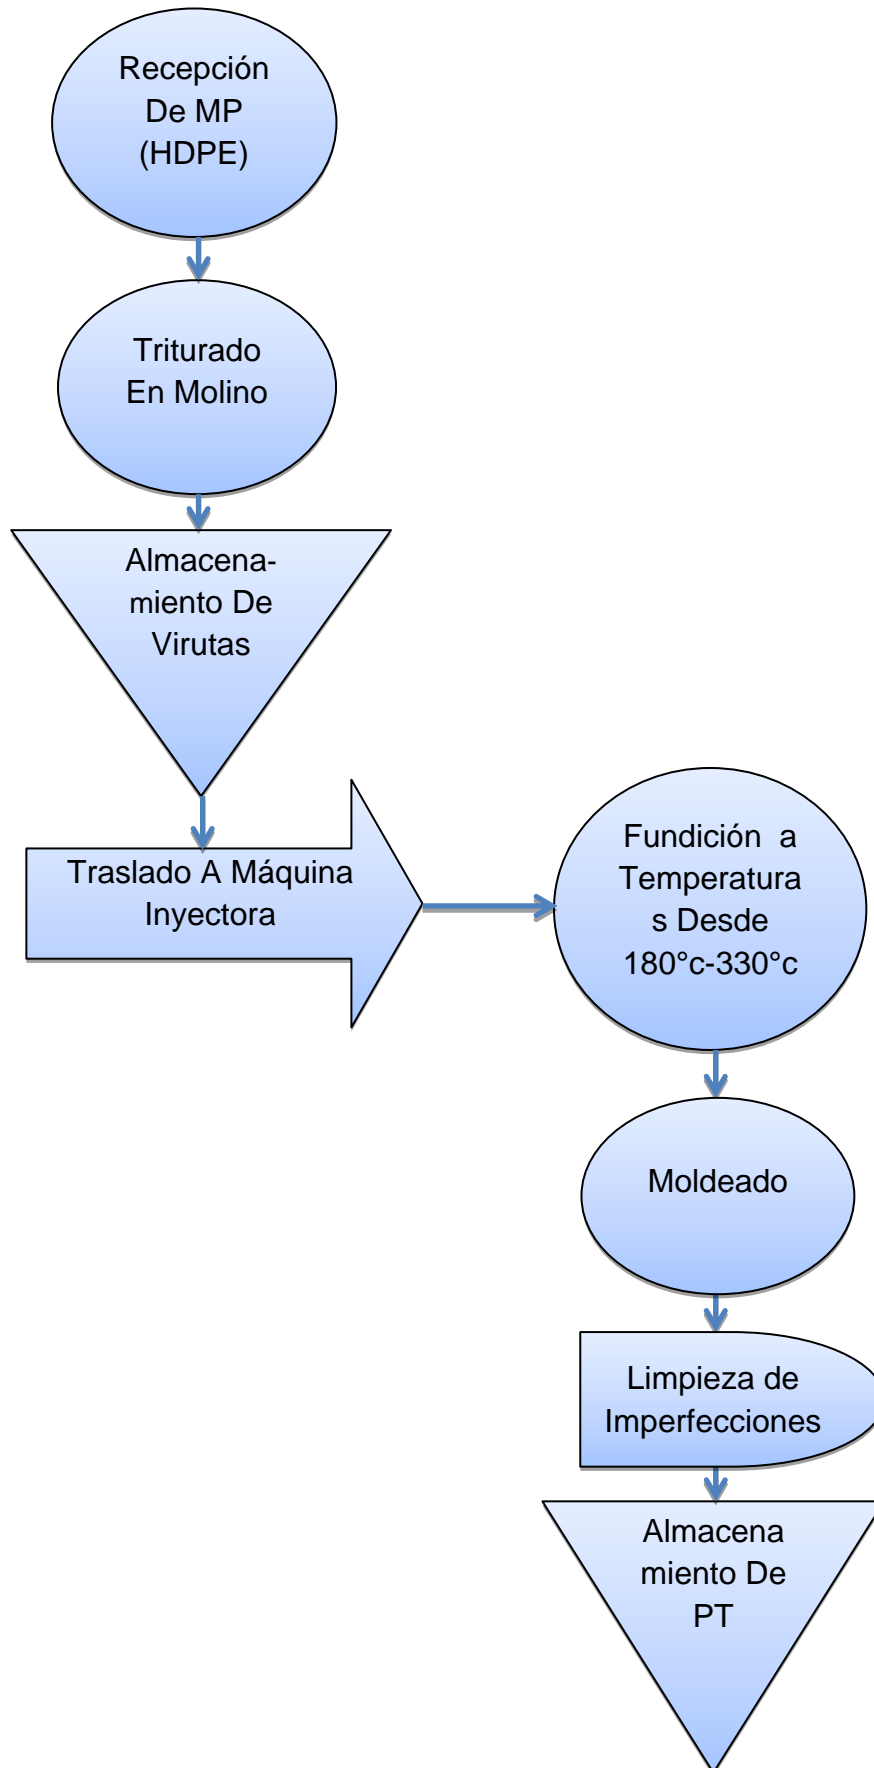 Recepción
De MP
(HDPE)
Triturado
En Molino
Almacena-
miento De
Virutas
Traslado A Máquina
Inyectora
Fundición a
Temperatura
s Desde
180°c-330°c
Moldeado
Limpieza de
Imperfecciones
Almacena
miento De
PT